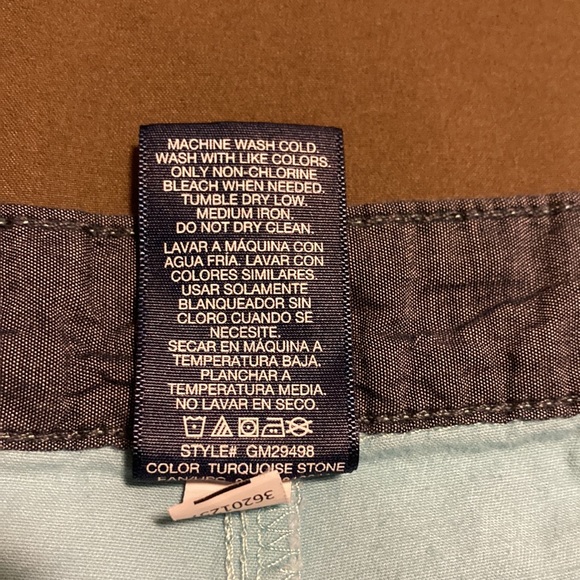 MACHINE WASH COLD.
WASH WITH LIKE COLORS.
ONLY NON-CHLORINE
BLEACH WHEN NEEDED.
TUMBLE DRY LOW.
MEDIUM IRON.
DO NOT DRY CLEAN.
LAVAR A MÁQUINA CON
AGUA FRÍA. LAVAR CON
COLORES SIMILARES.
USAR SOLAMENTE
BLANQUEADOR SIN
CLORO CUANDO SE
NECESITE.
SECAR EN MÁQUINA A
TEMPERATURA BAJA.
PLANCHAR A
TEMPERATURA MEDIA.
NO LAVAR EN SECO.
STYLE# GM29498
COLOR TURQUOISE STONE